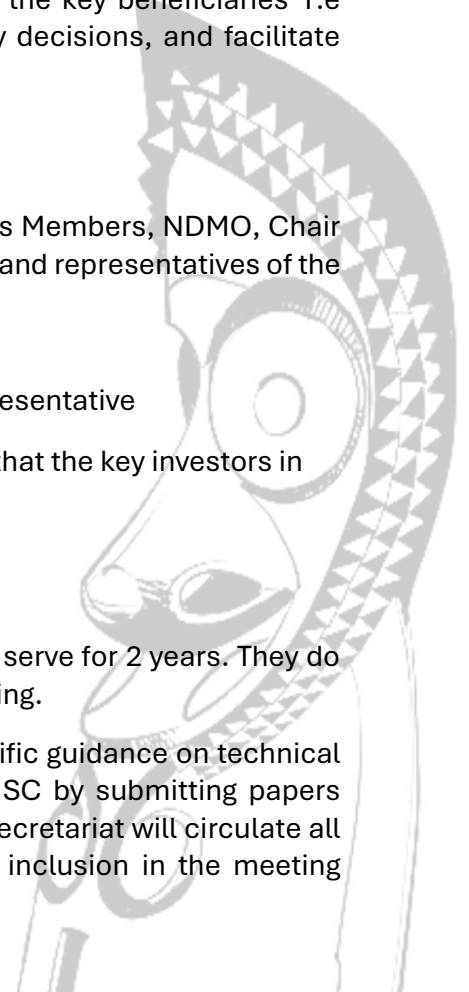 the key beneficiaries i.e
y decisions, and facilitate
s Members, NDMO, Chair
and representatives of the
esentative
that the key investors in
serve for 2 years. They do
ing.
ific guidance on technical
SC by submitting papers
ecretariat will circulate all
inclusion in the meeting